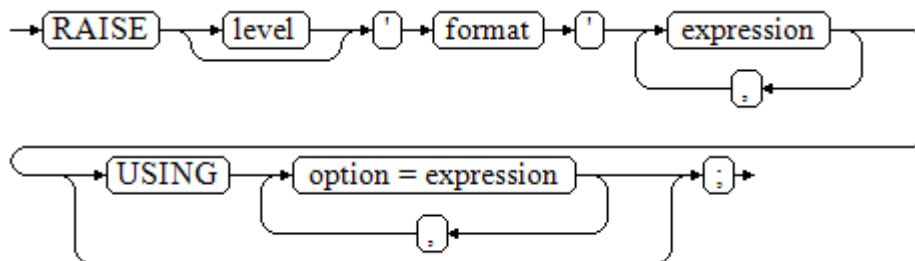 RAISE level ' format ' expression
,
USING option = expression ;
,